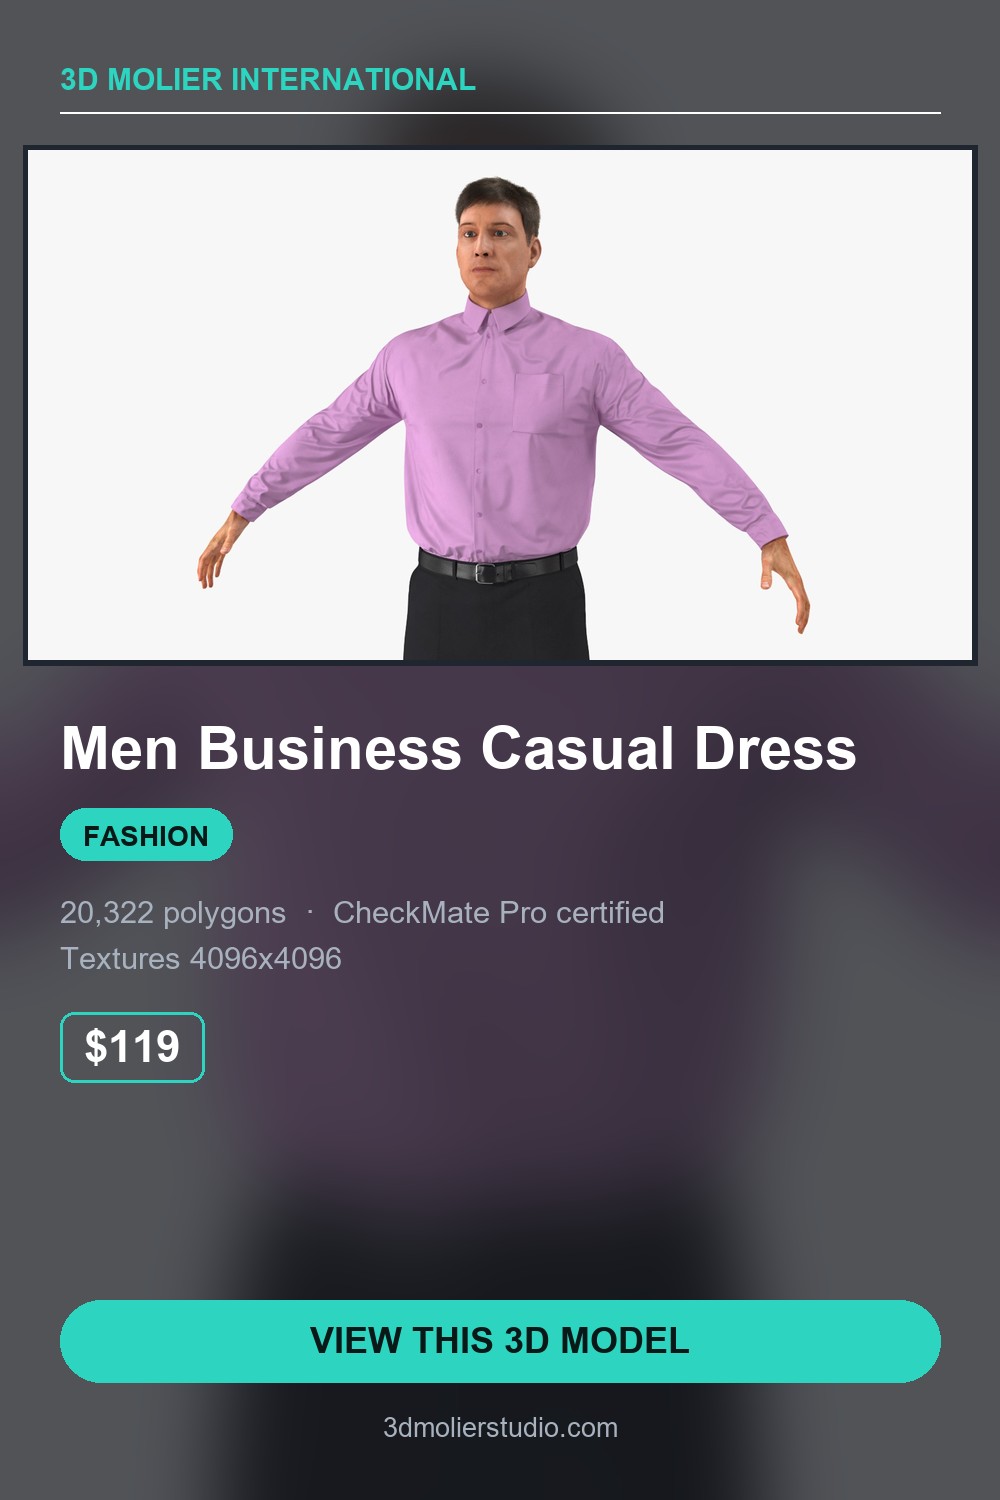 3D MOLIER INTERNATIONAL
Men Business Casual Dress
FASHION
20,322 polygons · CheckMate Pro certified
Textures 4096x4096
$119
VIEW THIS 3D MODEL
3dmolierstudio.com